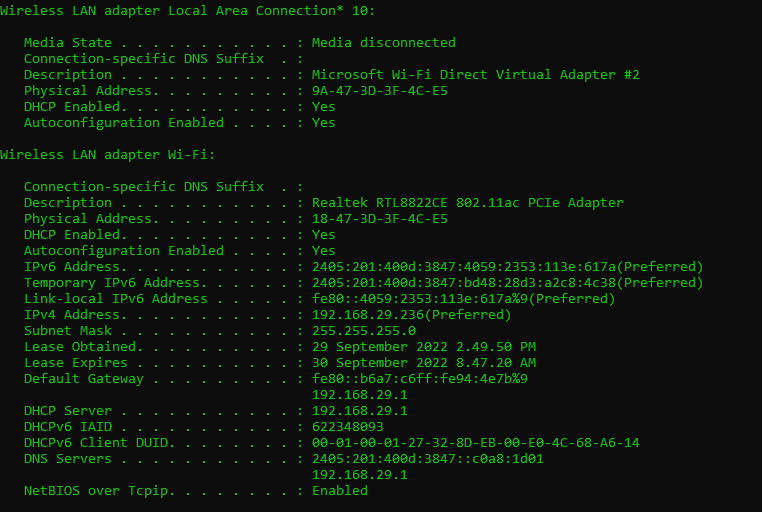 Wireless LAN adapter Local Area Connection* 10:
Media State . . . . . . . . . . . : Media disconnected
Connection-specific DNS Suffix  . :
Description . . . . . . . . . . . : Microsoft Wi-Fi Direct Virtual Adapter #2
Physical Address. . . . . . . . . : 9A-47-3D-3F-4C-E5
DHCP Enabled. . . . . . . . . . . : Yes
Autoconfiguration Enabled . . . . : Yes
Wireless LAN adapter Wi-Fi:
Connection-specific DNS Suffix  . :
Description . . . . . . . . . . . : Realtek RTL8822CE 802.11ac PCIe Adapter
Physical Address. . . . . . . . . : 18-47-3D-3F-4C-E5
DHCP Enabled. . . . . . . . . . . : Yes
Autoconfiguration Enabled . . . . : Yes
IPv6 Address. . . . . . . . . . . : 2405:201:400d:3847:4059:2353:113e:617a(Preferred)
Temporary IPv6 Address. . . . . . : 2405:201:400d:3847:bd48:28d3:a2c8:4c38(Preferred)
Link-local IPv6 Address . . . . . : fe80::4059:2353:113e:617a%9(Preferred)
IPv4 Address. . . . . . . . . . . : 192.168.29.236(Preferred)
Subnet Mask . . . . . . . . . . . : 255.255.255.0
Lease Obtained. . . . . . . . . . : 29 September 2022 2.49.50 PM
Lease Expires . . . . . . . . . . : 30 September 2022 8.47.20 AM
Default Gateway . . . . . . . . . : fe80::b6a7:c6ff:fe94:4e7b%9
192.168.29.1
DHCP Server . . . . . . . . . . . : 192.168.29.1
DHCPv6 IAID . . . . . . . . . . . : 622348093
DHCPv6 Client DUID. . . . . . . . : 00-01-00-01-27-32-8D-EB-00-E0-4C-68-A6-14
DNS Servers . . . . . . . . . . . : 2405:201:400d:3847::c0a8:1d01
192.168.29.1
NetBIOS over Tcpip. . . . . . . . : Enabled